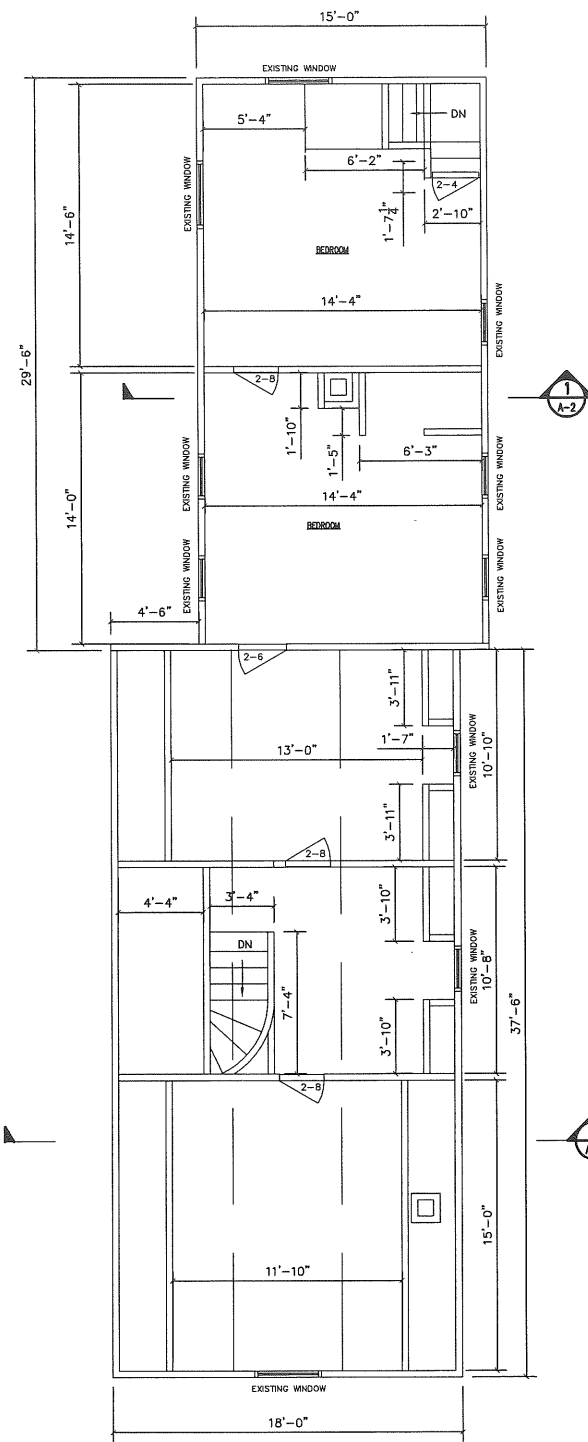 15'-0"
EXISTING WINDOW
5'-4"
DN
6'-2"
2-4
2'-10"
1'-7 1/4"
14'-6"
EXISTING WINDOW
BEDROOM
14'-4"
EXISTING WINDOW
29'-6"
2-8
1
A-2
1'-10"
1'-5"
6'-3"
EXISTING WINDOW
EXISTING WINDOW
14'-4"
14'-0"
BEDROOM
EXISTING WINDOW
EXISTING WINDOW
4'-6"
2-6
3'-11"
1'-7"
13'-0"
EXISTING WINDOW
10'-10"
3'-11"
2-8
4'-4"
3'-4"
3'-10"
DN
EXISTING WINDOW
10'-8"
7'-4"
3'-10"
37'-6"
2-8
15'-0"
11'-10"
EXISTING WINDOW
18'-0"